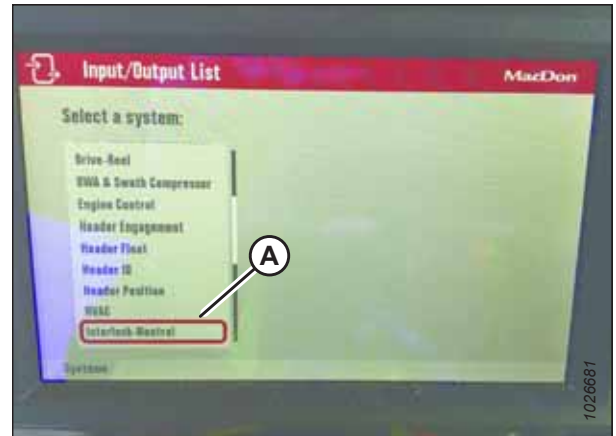 Input/Output List
MacDon
Select a system:
Drive-Reel
DWA & Swath Compressor
Engine Control
Header Engagement
Header Float
Header ID
Header Position
HVAC
Interlock-Neutral
Systems
A
1026681